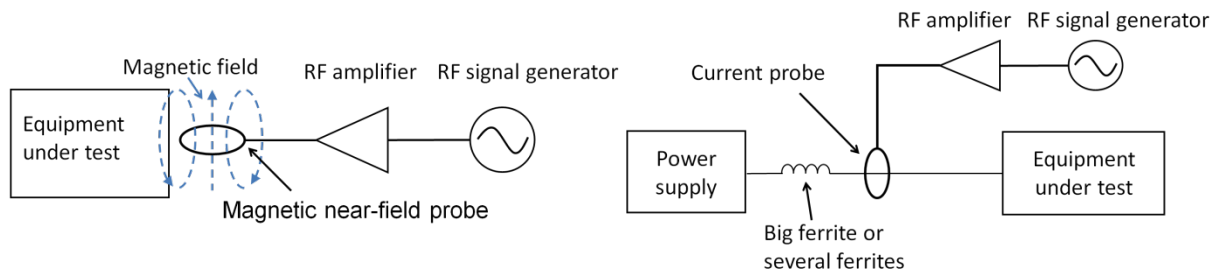 Magnetic field
RF amplifier
RF signal generator
Equipment
under test
Magnetic near-field probe
RF amplifier
RF signal generator
Current probe
Power
supply
Equipment
under test
Big ferrite or
several ferrites